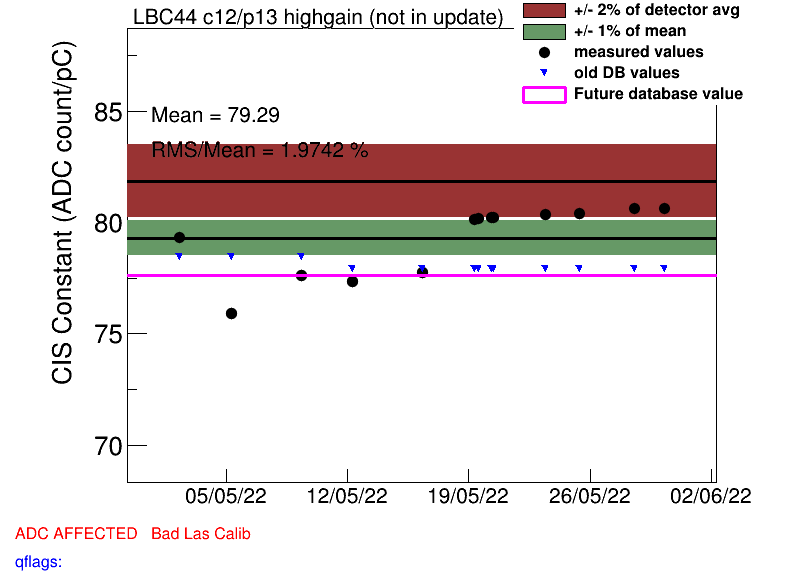 LBC44 c12/p13 highgain (not in update)
+/- 2% of detector avg
+/- 1% of mean
measured values
old DB values
Future database value
CIS Constant (ADC count/pC)
Mean = 79.29
RMS/Mean = 1.9742 %
85
80
75
70
05/05/22 12/05/22 19/05/22 26/05/22 02/06/22
ADC AFFECTED Bad Las Calib
qflags: